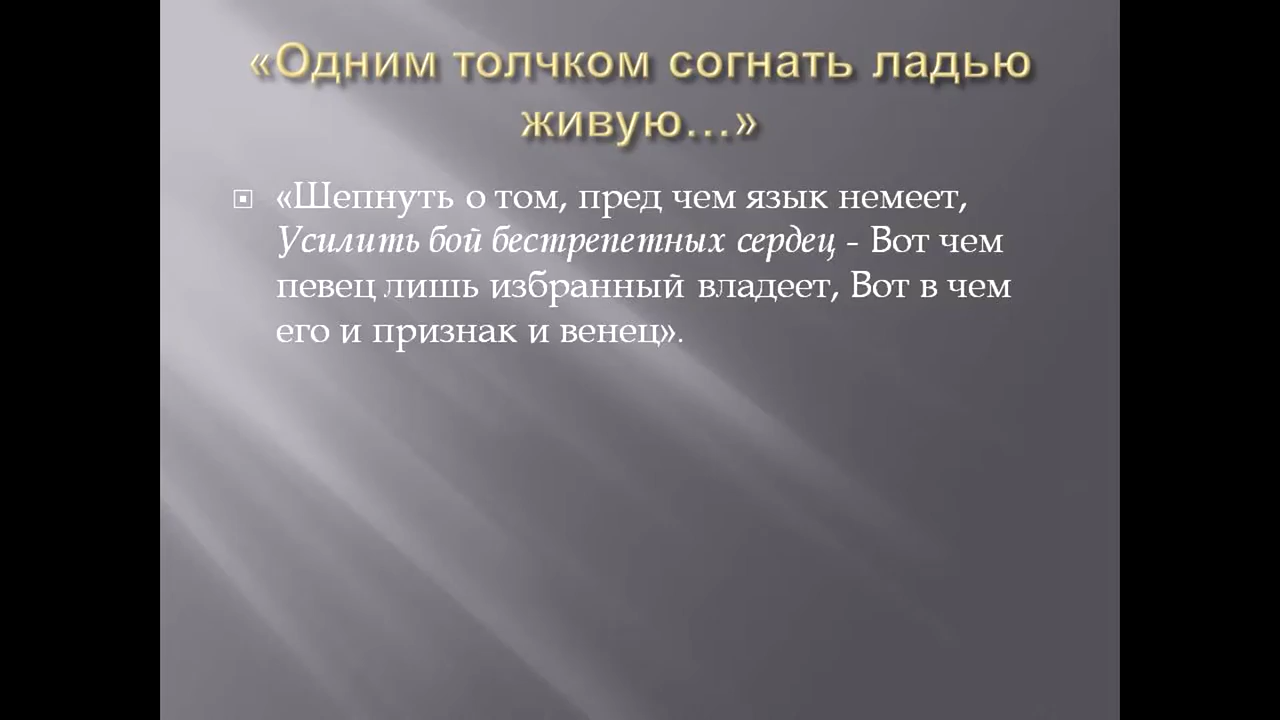 «Одним толчком согнать ладью
живую…»
«Шепнуть о том, пред чем язык немеет,
Усилить бой бестрепетных сердец - Вот чем
певец лишь избранный владеет, Вот в чем
его и признак и венец».